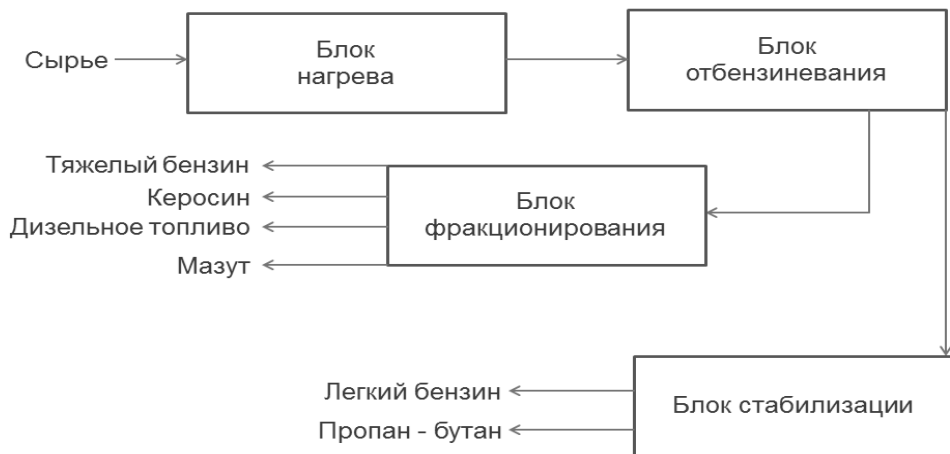 Сырье
Блок
нагрева
Блок
отбензиневания
Тяжелый бензин
Керосин
Дизельное топливо
Мазут
Блок
фракционирования
Легкий бензин
Пропан - бутан
Блок стабилизации